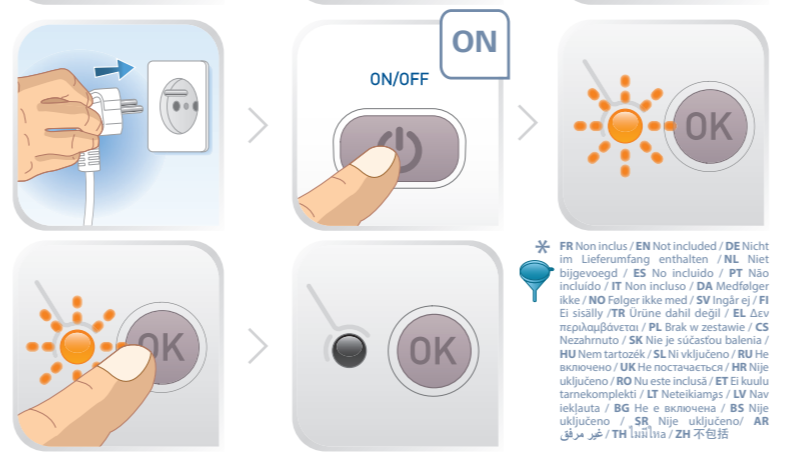 ON
ON/OFF
OK
OK
OK
* FR Non inclus / EN Not included / DE Nicht
im Lieferumfang enthalten / NL Niet
bijgevoegd / ES No incluido / PT Não
incluído / IT Non incluso / DA Medfølger
ikke / NO Følger ikke med / SV Ingår ej / FI
Ei sisälly /TR Ürüne dahil değil / EL Δεν
περιλαμβάνεται / PL Brak w zestawie / CS
Nezahrnuto / SK Nie je súčasťou balenia /
HU Nem tartozék / SL Ni vključeno / RU Не
включено / UK Не постачається / HR Nije
uključeno / RO Nu este inclusă / ET Ei kuulu
tarnekomplekti / LT Neteikiamas / LV Nav
iekļauta / BG Не е включена / BS Nije
uključeno / SR Nije uključeno/ AR
غير مرفق / TH ไม่มีให้มา / ZH 不包括